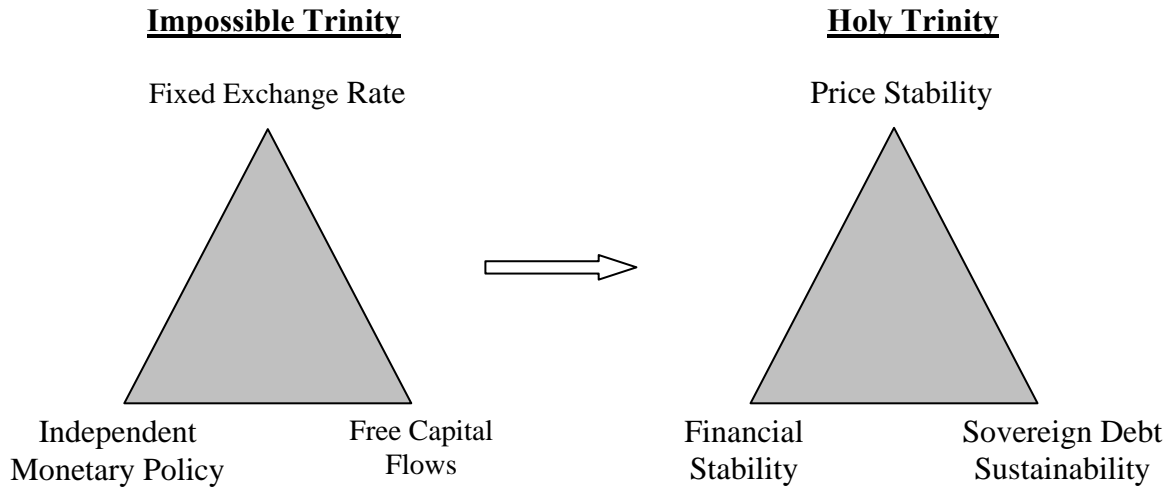 Impossible Trinity
Fixed Exchange Rate
Independent
Monetary Policy
Free Capital
Flows
Holy Trinity
Price Stability
Financial
Stability
Sovereign Debt
Sustainability